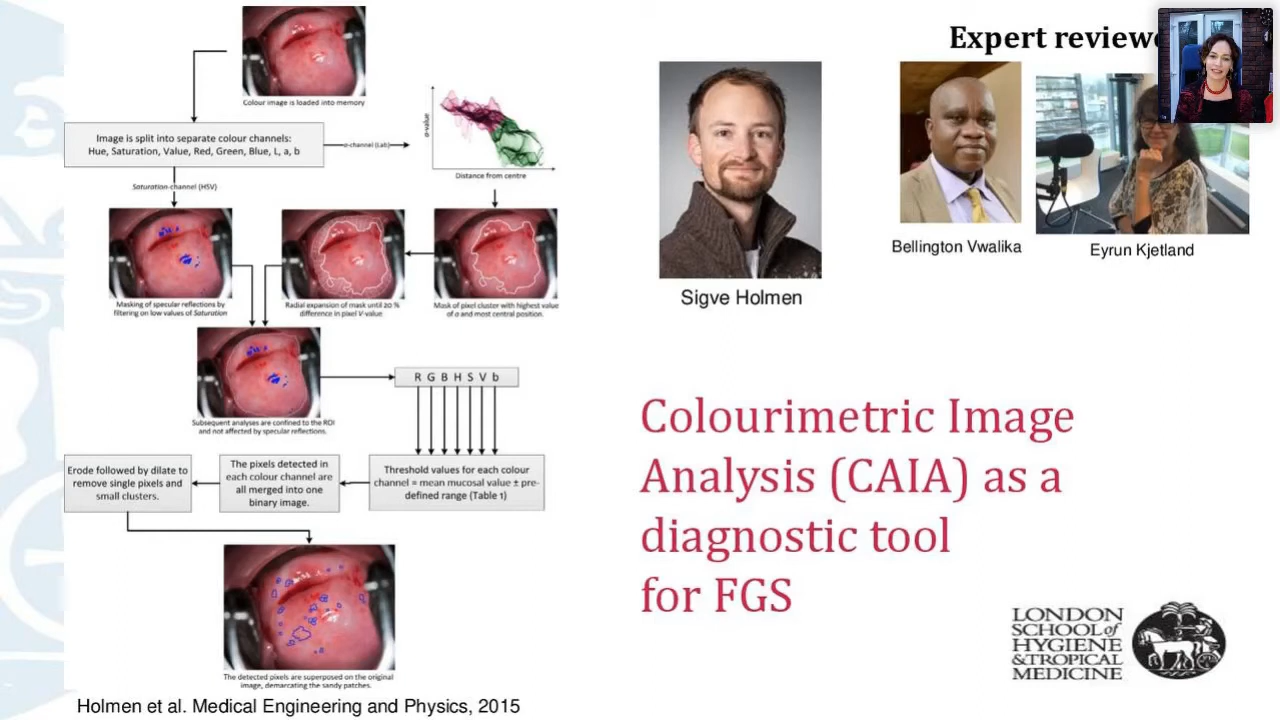 Colour image is loaded into memory
Image is split into separate colour channels:
Hue, Saturation, Value, Red, Green, Blue, L, a, b
a-channel (Lab)
a-value
Distance from centre
Saturation-channel (HSV)
Masking of specular reflections by
filtering on low values of Saturation
Radial expansion of mask until 20 %
difference in pixel V-value
Mask of pixel cluster with highest value
of a and most central position.
Subsequent analyses are confined to the ROI
and not affected by specular reflections.
R G B H S V b
Erode followed by dilate to
remove single pixels and
small clusters.
The pixels detected in
each colour channel are
all merged into one
binary image.
Threshold values for each colour
channel = mean mucosal value ± pre-
defined range (Table 1)
The detected pixels are superposed on the original
image, demarcating the sandy patches.
Holmen et al. Medical Engineering and Physics, 2015
Expert
Sigve Holmen
Bellington Vwalika
Eyrun Kjetland
Colourimetric Image
Analysis (CAIA) as a
diagnostic tool
for FGS
LONDON
SCHOOL of
HYGIENE
&TROPICAL
MEDICINE